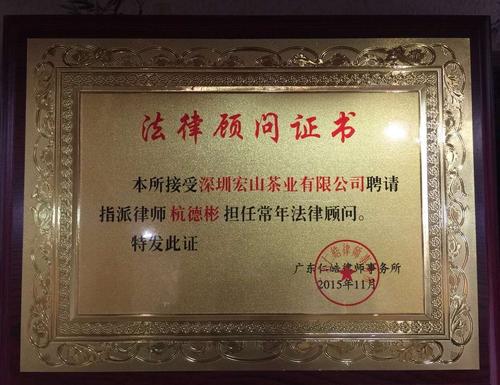 法律顾问证书
本所接受深圳宏山茶业有限公司聘请
指派律师杭德彬担任常年法律顾问。
特发此证
广东仁皓律师事务所
2015年11月